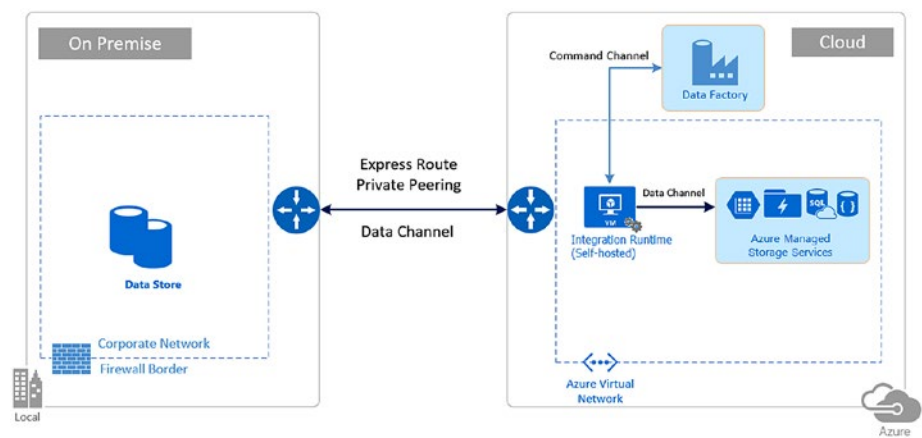 On Premise
Cloud
Command Channel
Data Factory
Express Route
Private Peering
Data Channel
Data Channel
VM
SQL
Integration Runtime
(Self-hosted)
Azure Managed
Storage Services
Data Store
Corporate Network
Firewall Border
Azure Virtual
Network
Local
Azure